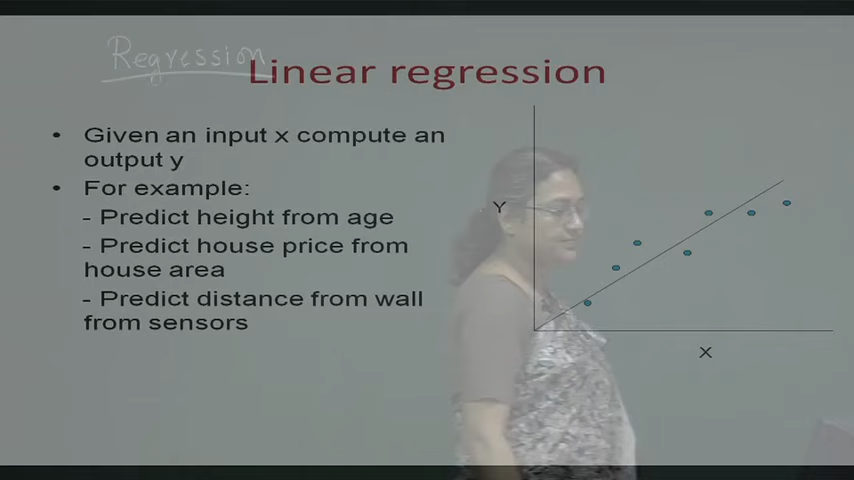 Regression
Linear regression
• Given an input x compute an
output y
• For example:
- Predict height from age
- Predict house price from
house area
- Predict distance from wall
from sensors
Y
X